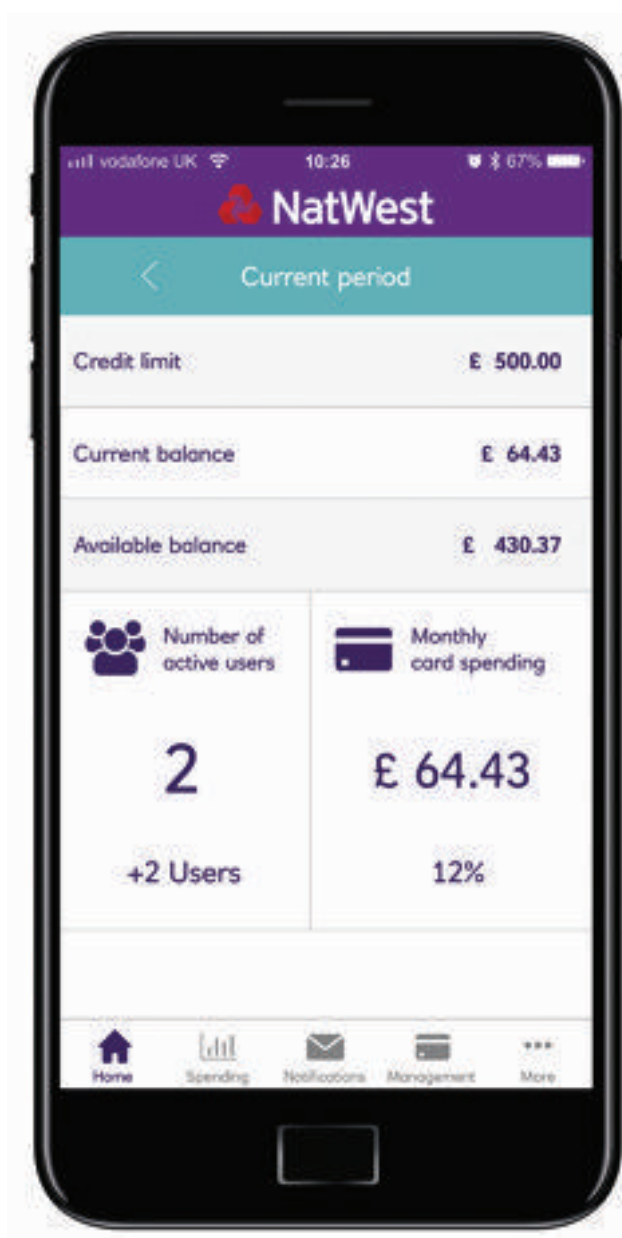 vodafone UK 10:26 67%
NatWest
Current period
Credit limit £ 500.00
Current balance £ 64.43
Available balance £ 430.37
Number of
active users
Monthly
card spending
2
£ 64.43
+2 Users
12%
Home Spending Notifications Management More